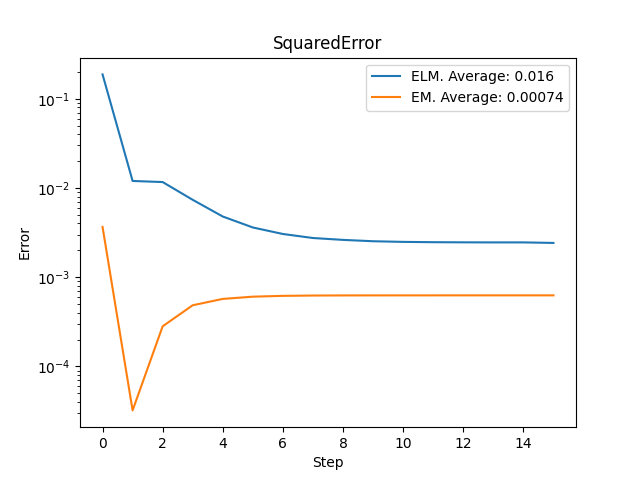 SquaredError
ELM. Average: 0.016
EM. Average: 0.00074
Error
10⁻¹
10⁻²
10⁻³
10⁻⁴
0 2 4 6 8 10 12 14
Step